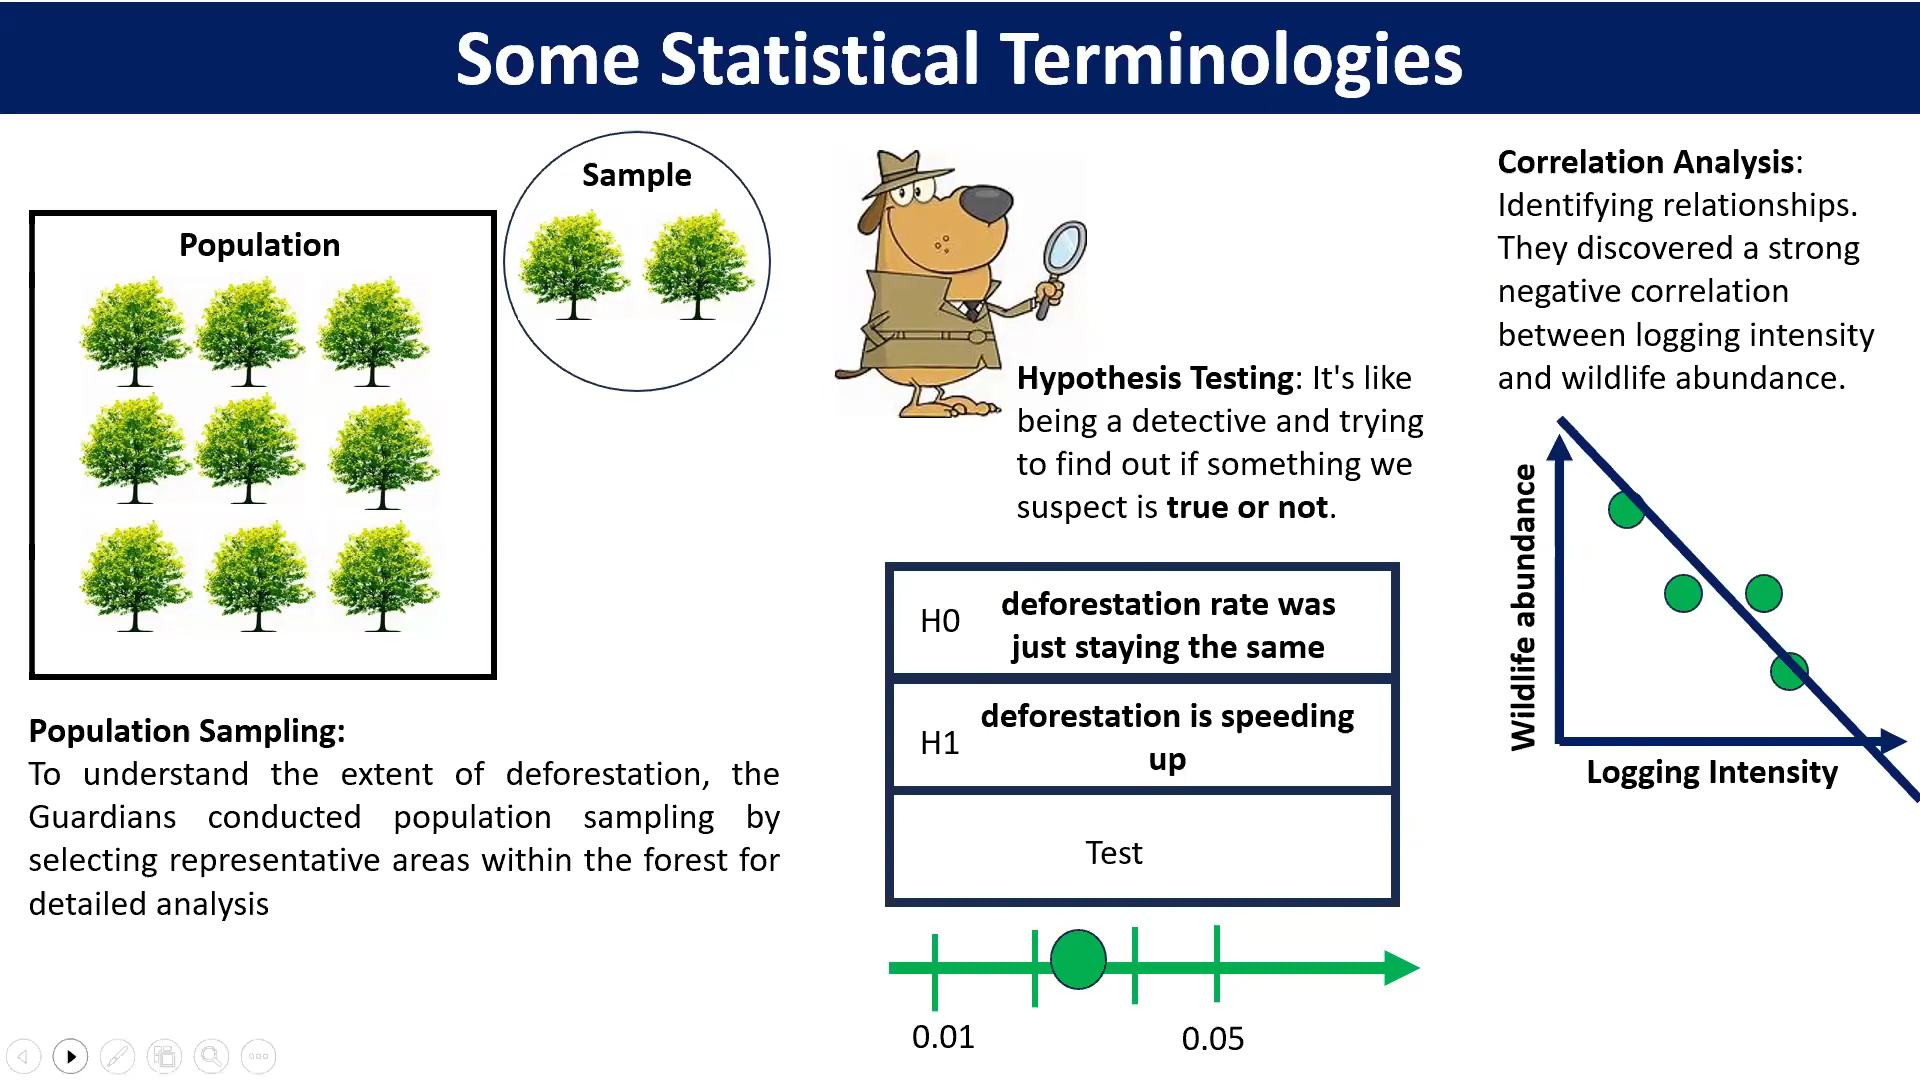 Some Statistical Terminologies
Population
Sample
Population Sampling:
To understand the extent of deforestation, the
Guardians conducted population sampling by
selecting representative areas within the forest for
detailed analysis
Hypothesis Testing: It's like
being a detective and trying
to find out if something we
suspect is true or not.
H0
deforestation rate was
just staying the same
H1
deforestation is speeding
up
Test
0.01
0.05
Correlation Analysis:
Identifying relationships.
They discovered a strong
negative correlation
between logging intensity
and wildlife abundance.
Wildlife abundance
Logging Intensity